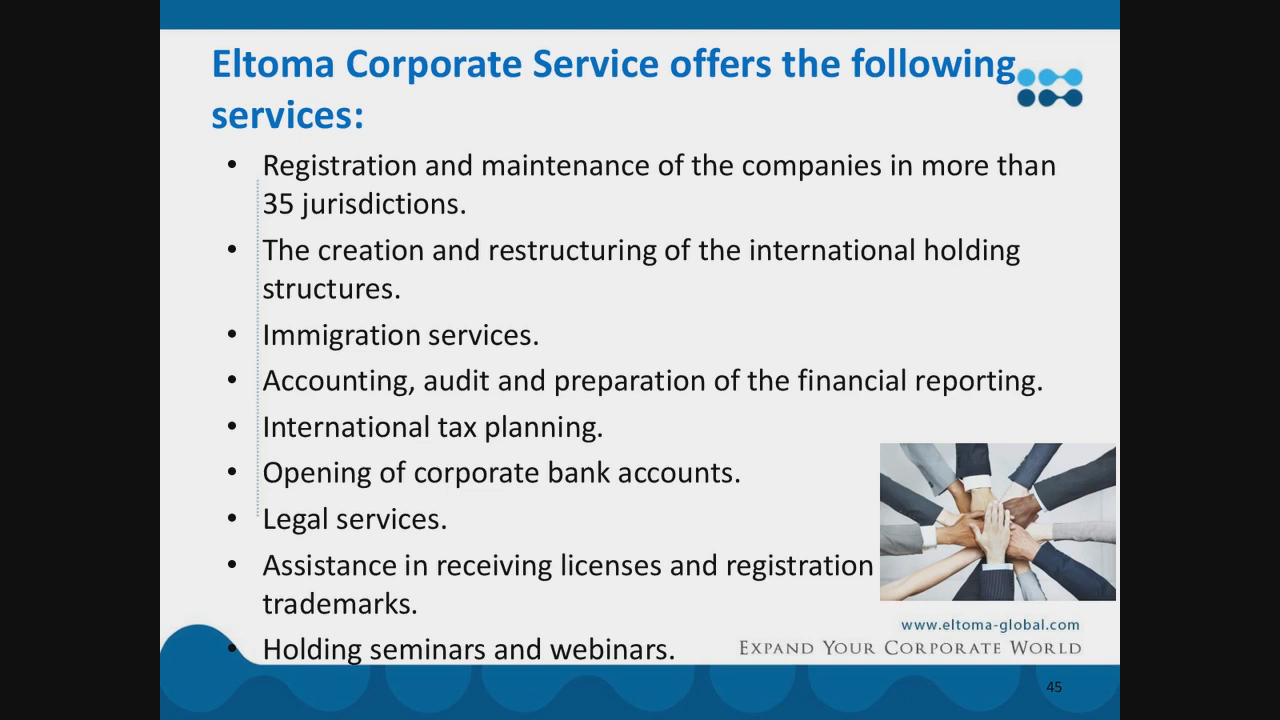 Eltoma Corporate Service offers the following
services:
• Registration and maintenance of the companies in more than
35 jurisdictions.
• The creation and restructuring of the international holding
structures.
• Immigration services.
• Accounting, audit and preparation of the financial reporting.
• International tax planning.
• Opening of corporate bank accounts.
• Legal services.
• Assistance in receiving licenses and registration
trademarks.
• Holding seminars and webinars.
www.eltoma-global.com
EXPAND YOUR CORPORATE WORLD
45